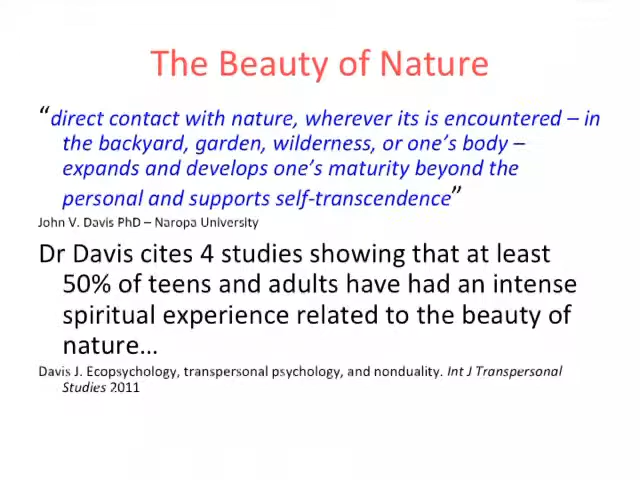 The Beauty of Nature
“direct contact with nature, wherever its is encountered – in
the backyard, garden, wilderness, or one’s body –
expands and develops one’s maturity beyond the
personal and supports self-transcendence”
John V. Davis PhD – Naropa University
Dr Davis cites 4 studies showing that at least
50% of teens and adults have had an intense
spiritual experience related to the beauty of
nature…
Davis J. Ecopsychology, transpersonal psychology, and nonduality. Int J Transpersonal
Studies 2011